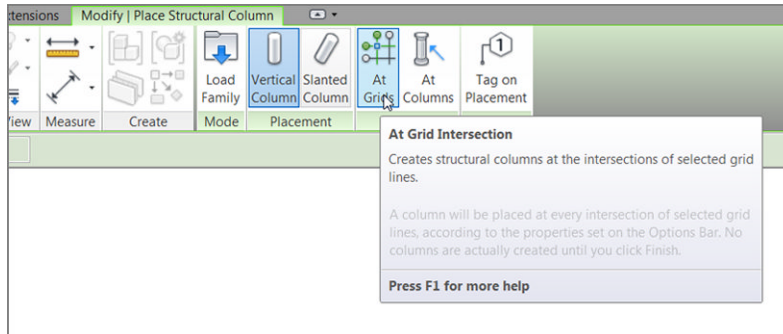 xtensions Modify | Place Structural Column
Load Family
Vertical Column
Slanted Column
At Grids
At Columns
Tag on Placement
1
View Measure Create Mode Placement
At Grid Intersection
Creates structural columns at the intersections of selected grid
lines.
A column will be placed at every intersection of selected grid
lines, according to the properties set on the Options Bar. No
columns are actually created until you click Finish.
Press F1 for more help